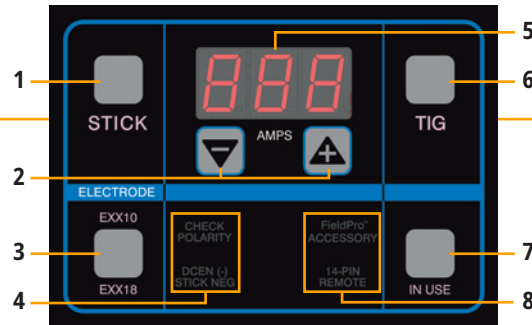 5
888
1
6
STICK
AMPS
TIG
2
ELECTRODE
EXX10
CHECK
POLARITY
FieldPro™
ACCESSORY
3
7
DCEN (-)
STICK NEG
14-PIN
REMOTE
EXX18
IN USE
4
8